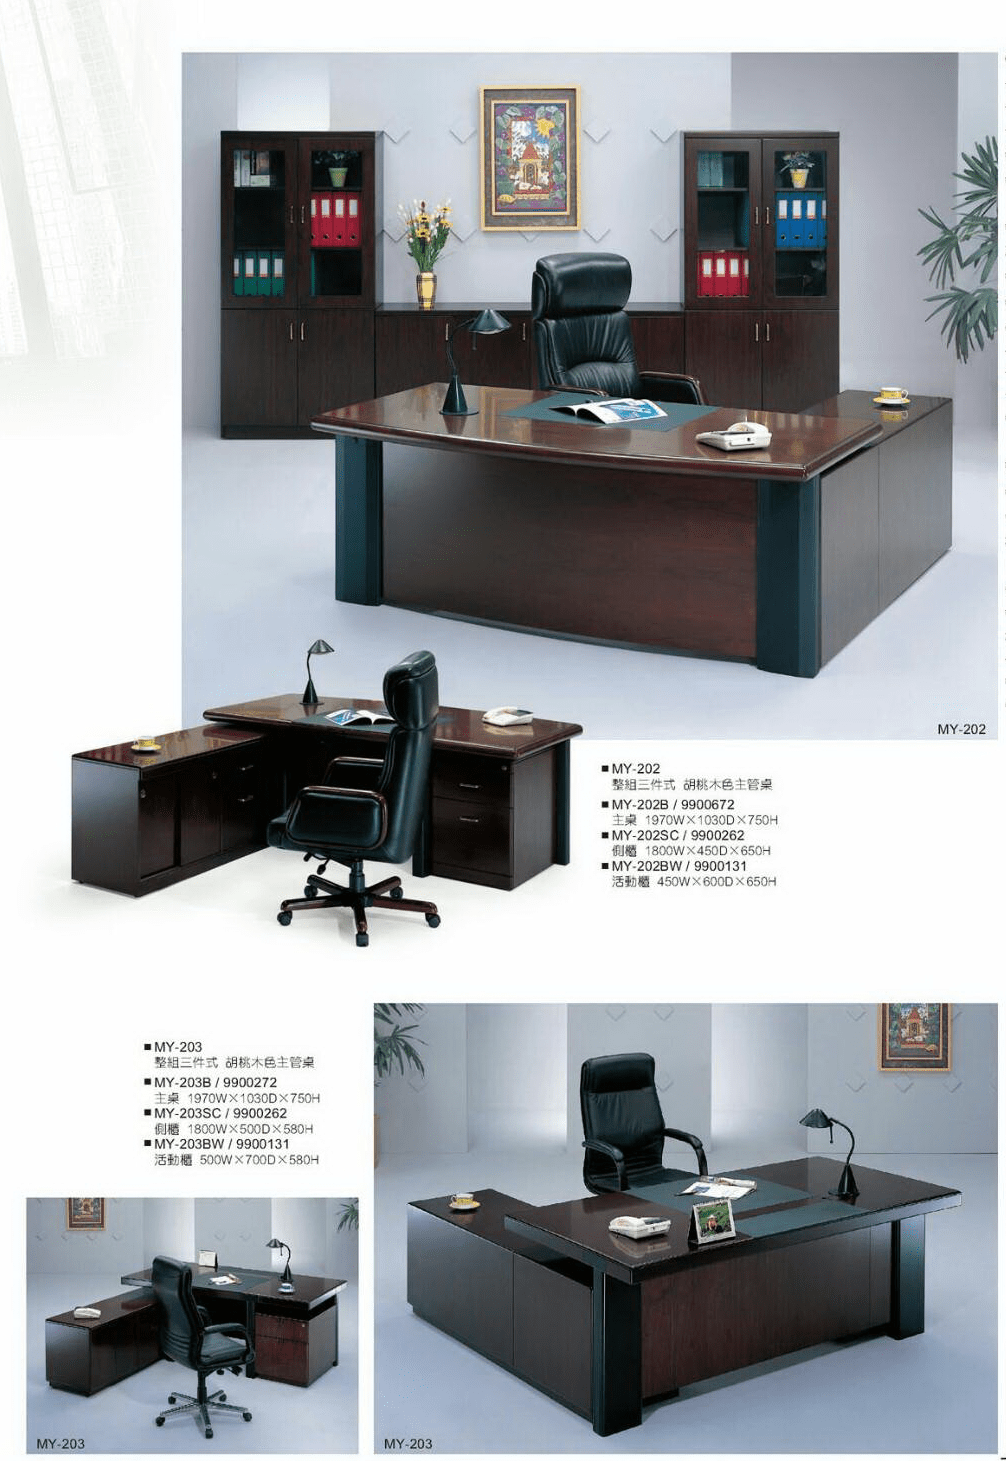 MY-202
■ MY-202
整組三件式 胡桃木色主管桌
■ MY-202B / 9900672
主桌 1970W×1030D×750H
■ MY-202SC / 9900262
側櫃 1800W×450D×650H
■ MY-202BW / 9900131
活動櫃 450W×600D×650H
■ MY-203
整組三件式 胡桃木色主管桌
■ MY-203B / 9900272
主桌 1970W×1030D×750H
■ MY-203SC / 9900262
側櫃 1800W×500D×580H
■ MY-203BW / 9900131
活動櫃 500W×700D×580H
MY-203
MY-203